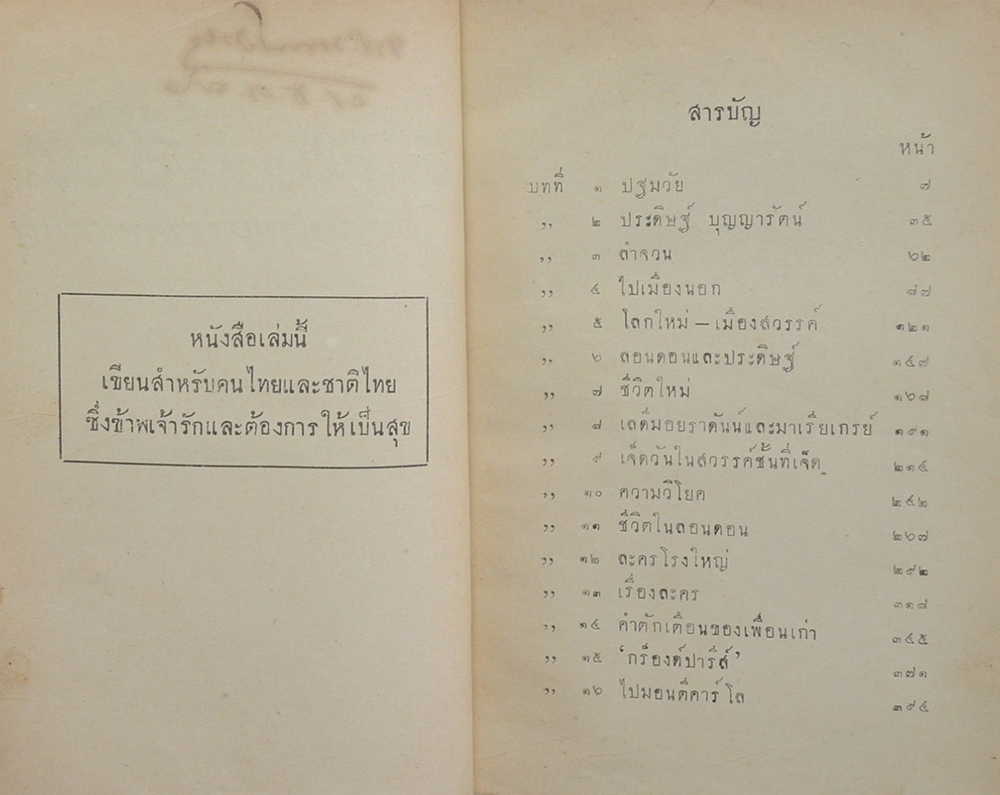 หนังสือเล่มนี้
เขียนสำหรับคนไทยและชาติไทย
ซึ่งข้าพเจ้ารักและต้องการให้เป็นสุข
สารบัญ
หน้า
บทที่ ๑ ปฐมวัย ๗
,, ๒ ประดิษฐ์ บุญญารัตน์ ๓๕
,, ๓ ลำจวน ๖๒
,, ๔ ไปเมืองนอก ๘๗
,, ๕ โลกใหม่ – เมืองสวรรค์ ๑๒๑
,, ๖ ลอนดอนและประดิษฐ์ ๑๔๗
,, ๗ ชีวิตใหม่ ๑๖๘
,, ๘ เลดี้มอยราดันน์และมาเรียเกรย์ ๑๙๑
,, ๙ เจ็ดวันในสวรรค์ชั้นที่เจ็ด ๒๑๔
,, ๑๐ ความวิโยค ๒๔๒
,, ๑๑ ชีวิตในลอนดอน ๒๖๗
,, ๑๒ ละครโรงใหญ่ ๒๙๒
,, ๑๓ เรื่องละคร ๓๑๘
,, ๑๔ คำตักเตือนของเพื่อนเก่า ๓๔๕
,, ๑๕ ‘กร็องด์ปารีส์’ ๓๗๑
,, ๑๖ ไปมอนตีคาร์โล ๓๙๔